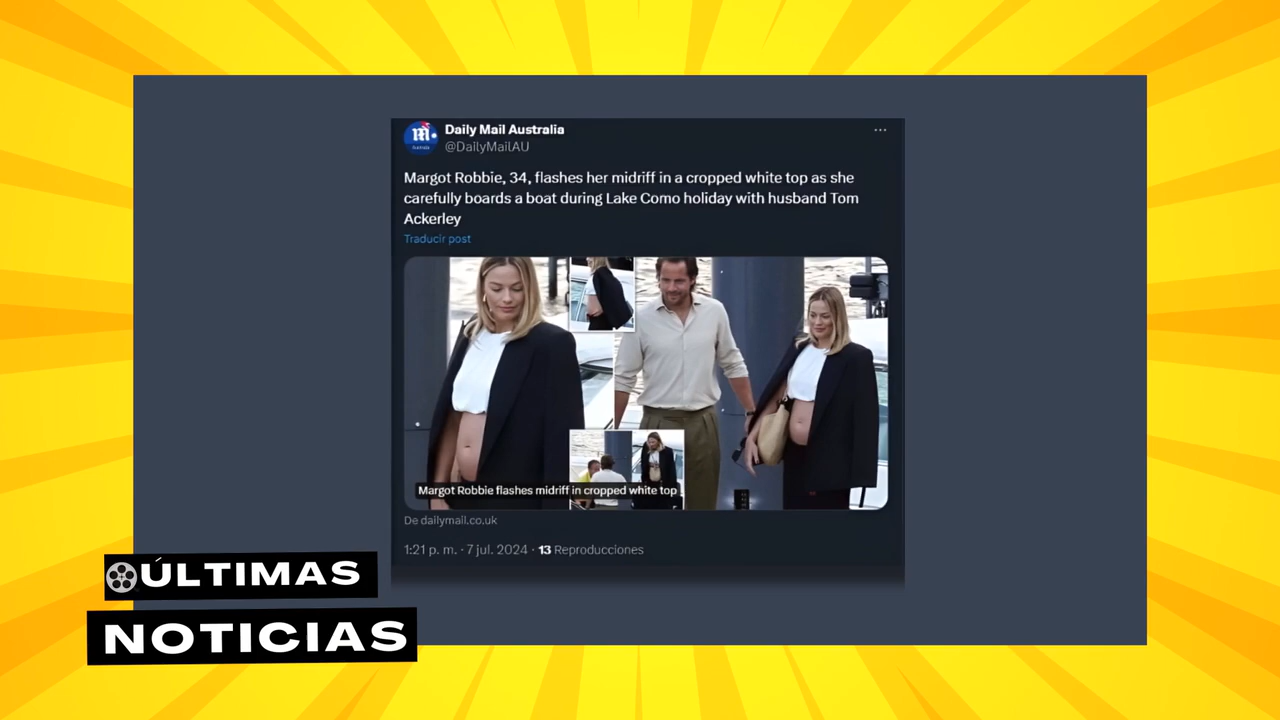 Daily Mail Australia
@DailyMailAU
Margot Robbie, 34, flashes her midriff in a cropped white top as she
carefully boards a boat during Lake Como holiday with husband Tom
Ackerley
Traducir post
Margot Robbie flashes midriff in cropped white top
De dailymail.co.uk
1:21 p. m. · 7 jul. 2024 · 13 Reproducciones
ÚLTIMAS
NOTICIAS